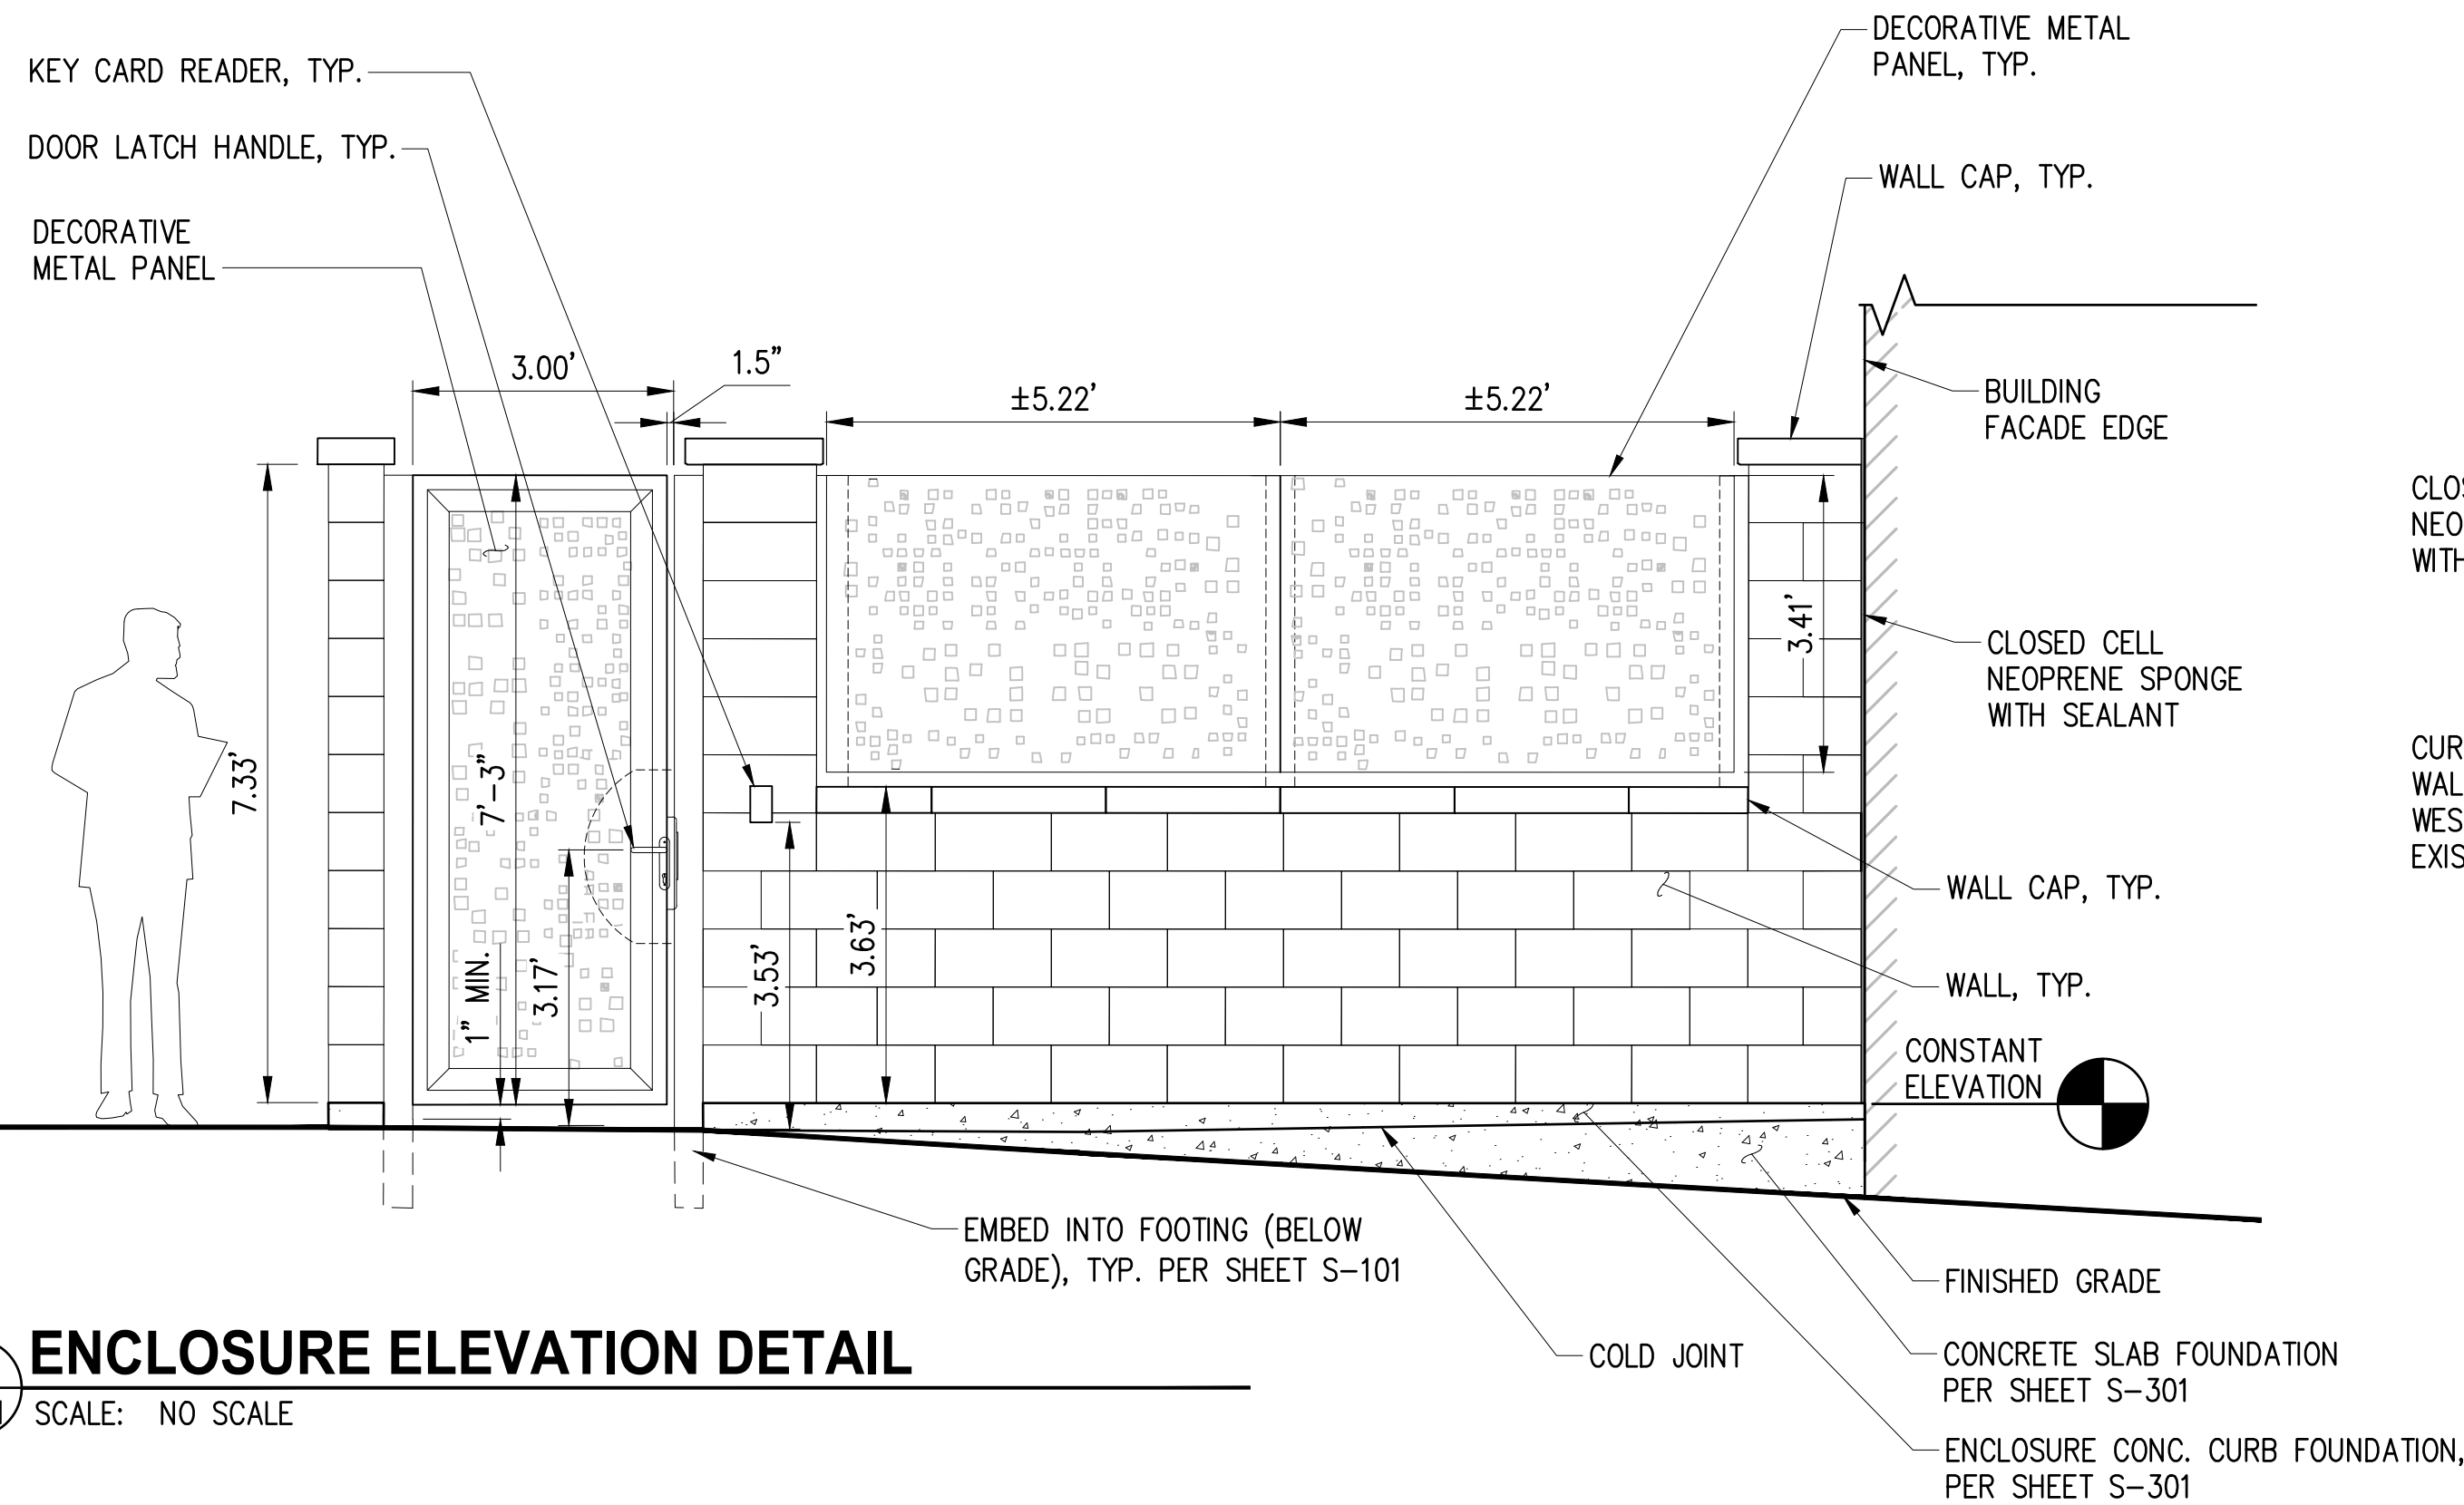 KEY CARD READER, TYP.
DOOR LATCH HANDLE, TYP.
DECORATIVE
METAL PANEL
DECORATIVE METAL
PANEL, TYP.
WALL CAP, TYP.
3.00'
1.5"
±5.22'
±5.22'
BUILDING
FACADE EDGE
CLOSED CELL
NEOPRENE SPONGE
WITH SEALANT
7.33'
7'-3"
1" MIN.
3.17'
3.53'
3.63'
3.41'
WALL CAP, TYP.
WALL, TYP.
CONSTANT
ELEVATION
EMBED INTO FOOTING (BELOW
GRADE), TYP. PER SHEET S-101
COLD JOINT
FINISHED GRADE
CONCRETE SLAB FOUNDATION
PER SHEET S-301
ENCLOSURE CONC. CURB FOUNDATION,
PER SHEET S-301
ENCLOSURE ELEVATION DETAIL
SCALE: NO SCALE
WITH